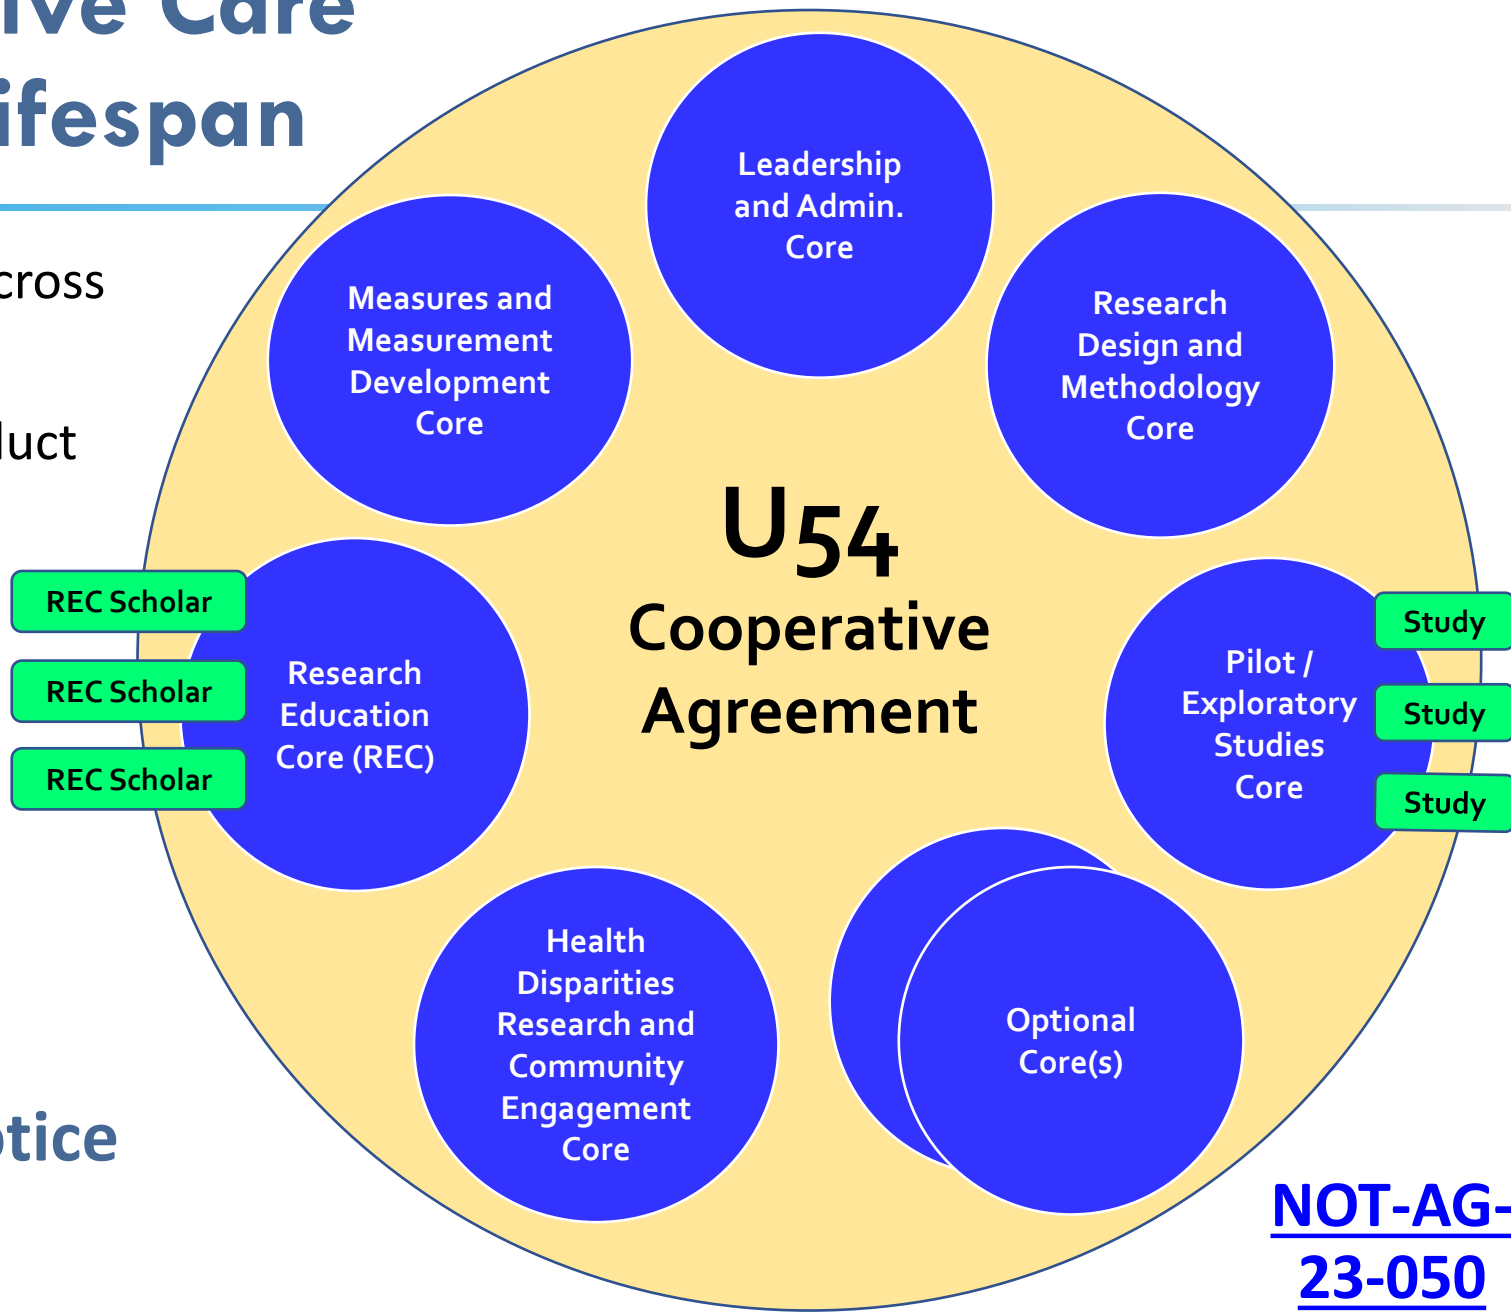 ive Care
ifespan
cross
duct
Leadership
and Admin.
Core
Measures and
Measurement
Development
Core
Research
Design and
Methodology
Core
U54
Cooperative
Agreement
REC Scholar
REC Scholar
REC Scholar
Research
Education
Core (REC)
Pilot /
Exploratory
Studies
Core
Study
Study
Study
Health
Disparities
Research and
Community
Engagement
Core
Optional
Core(s)
otice
NOT-AG-
23-050